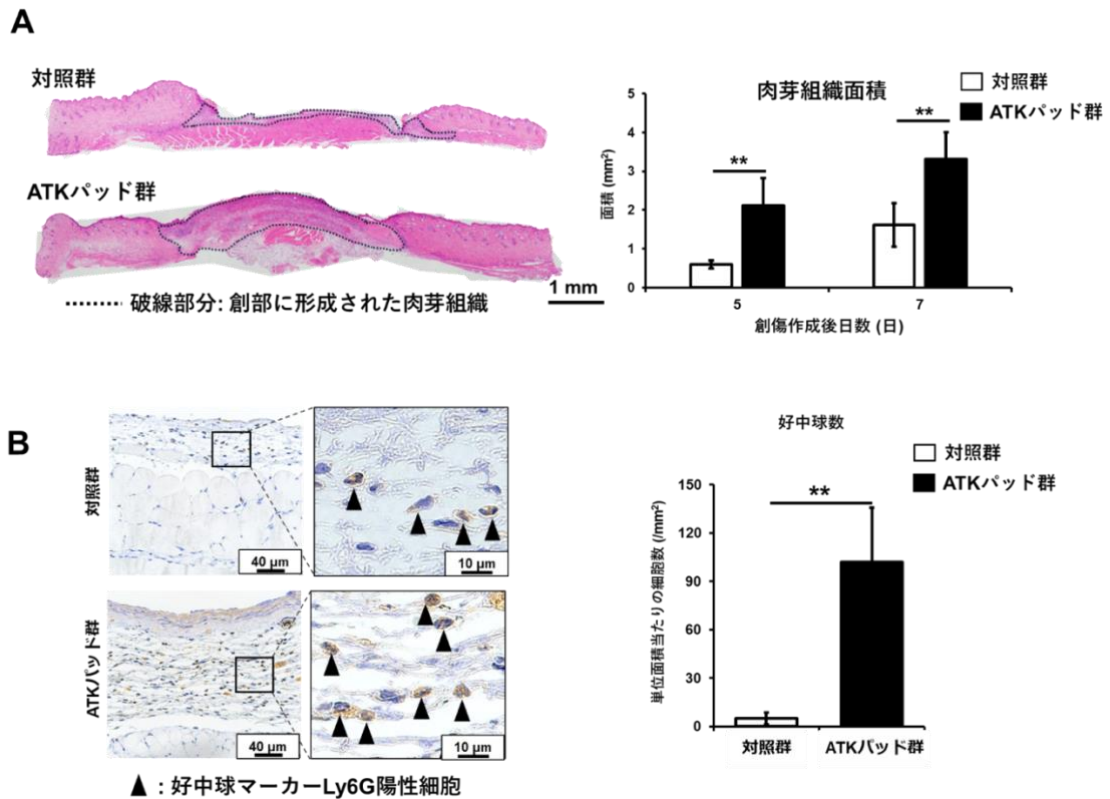 A
対照群
ATKパッド群
破線部分: 創部に形成された肉芽組織
1 mm
肉芽組織面積
対照群
ATKパッド群
面積 (mm²)
5
4
3
2
1
0
**
**
5
7
創傷作成後日数 (日)
B
対照群
40 μm
10 μm
ATKパッド群
40 μm
10 μm
: 好中球マーカーLy6G陽性細胞
好中球数
対照群
ATKパッド群
単位面積当たりの細胞数 (/mm²)
150
120
90
60
30
0
**
対照群
ATKパッド群